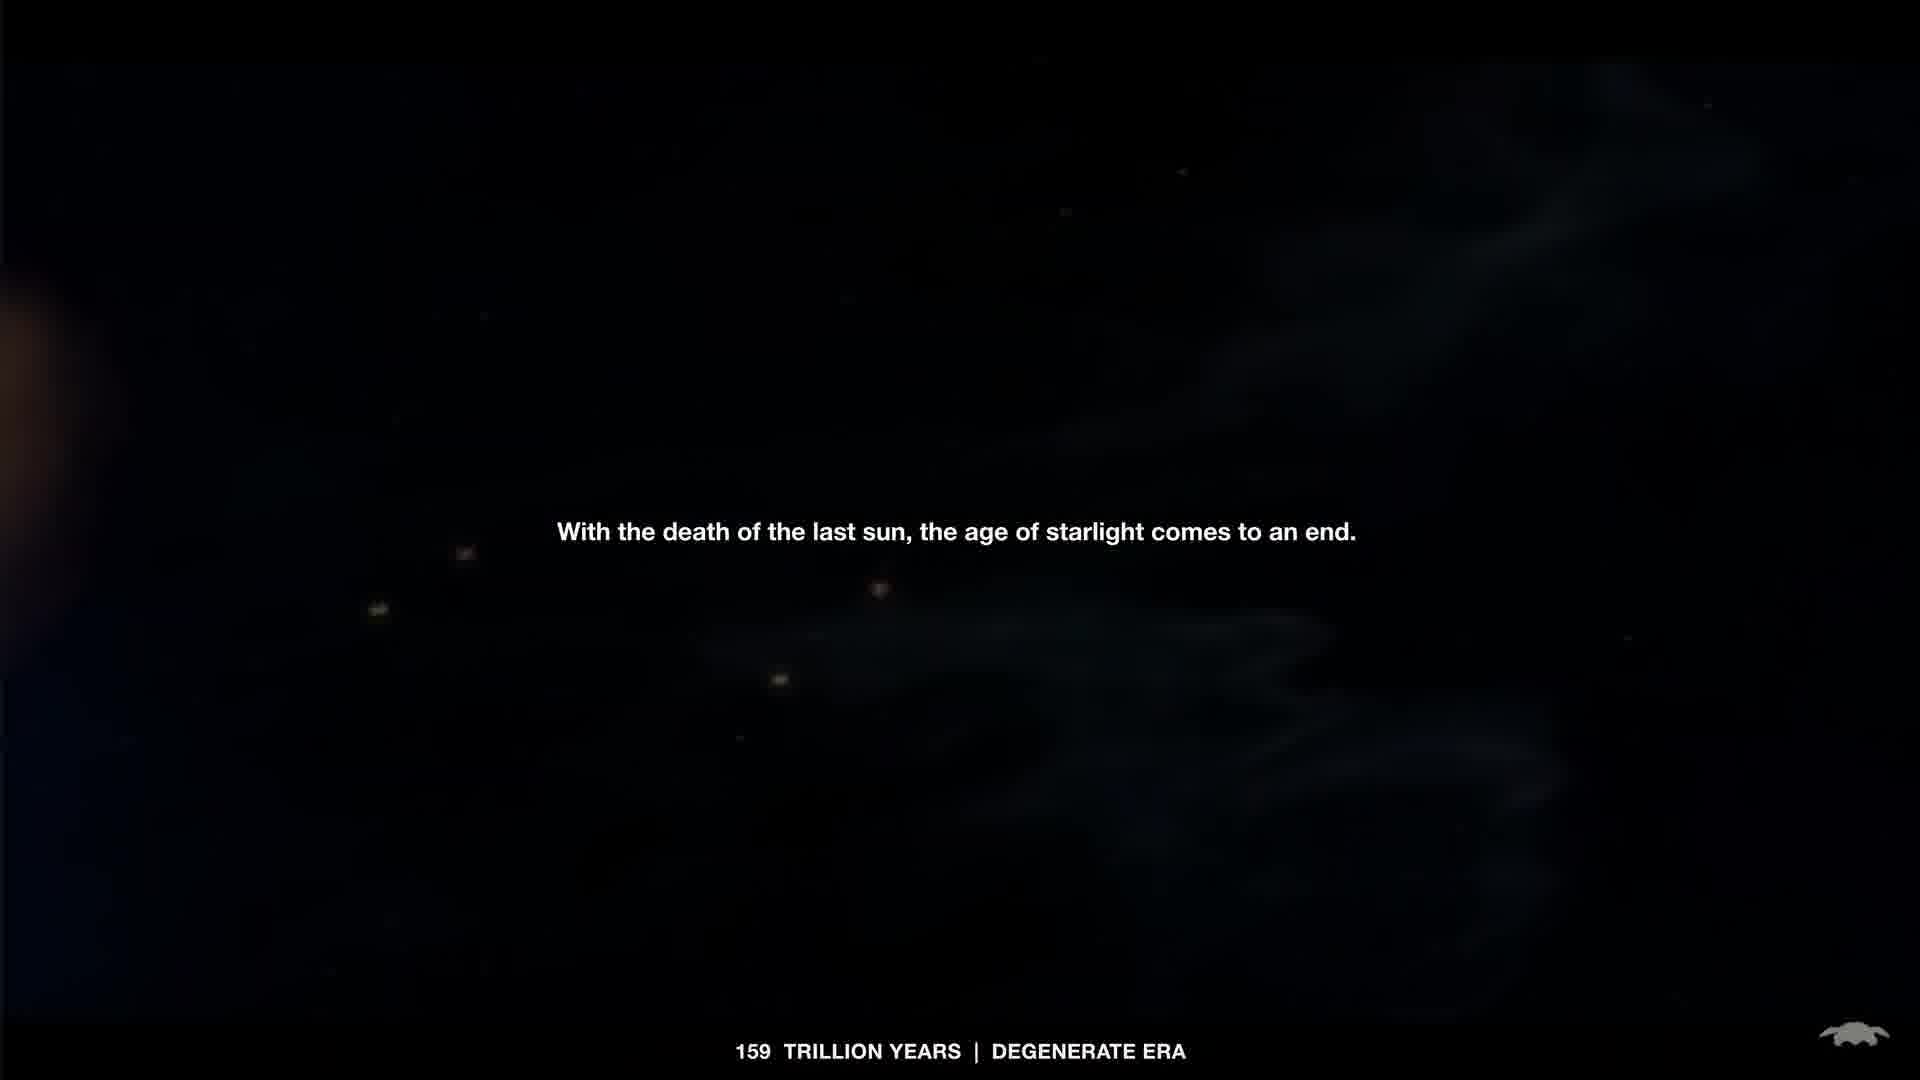 With the death of the last sun, the age of starlight comes to an end.
159 TRILLION YEARS | DEGENERATE ERA